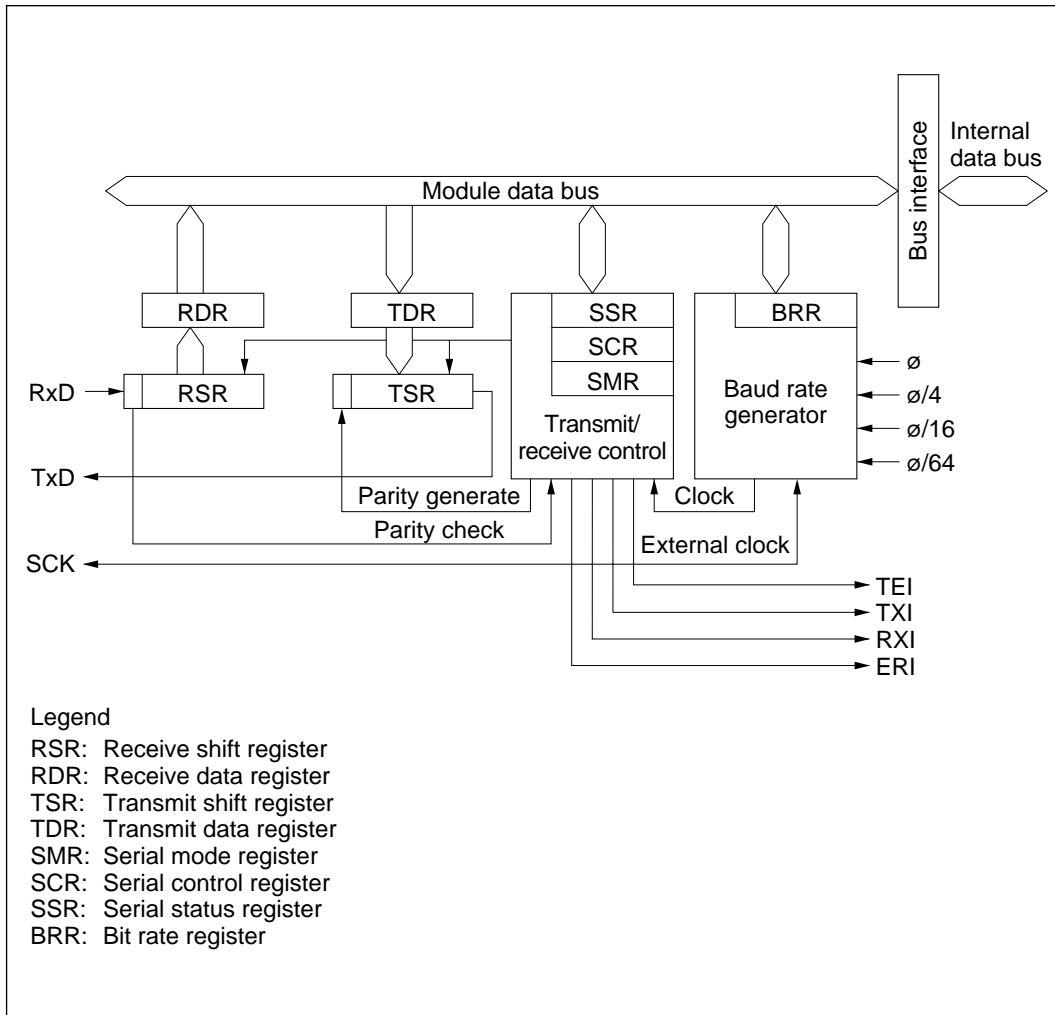 Internal
data bus
Bus interface
Module data bus
RDR
TDR
SSR
BRR
SCR
RxD
RSR
TSR
SMR
Baud rate
generator
ø
ø/4
ø/16
ø/64
Transmit/
receive control
TxD
Parity generate
Clock
Parity check
External clock
SCK
TEI
TXI
RXI
ERI
Legend
RSR: Receive shift register
RDR: Receive data register
TSR: Transmit shift register
TDR: Transmit data register
SMR: Serial mode register
SCR: Serial control register
SSR: Serial status register
BRR: Bit rate register